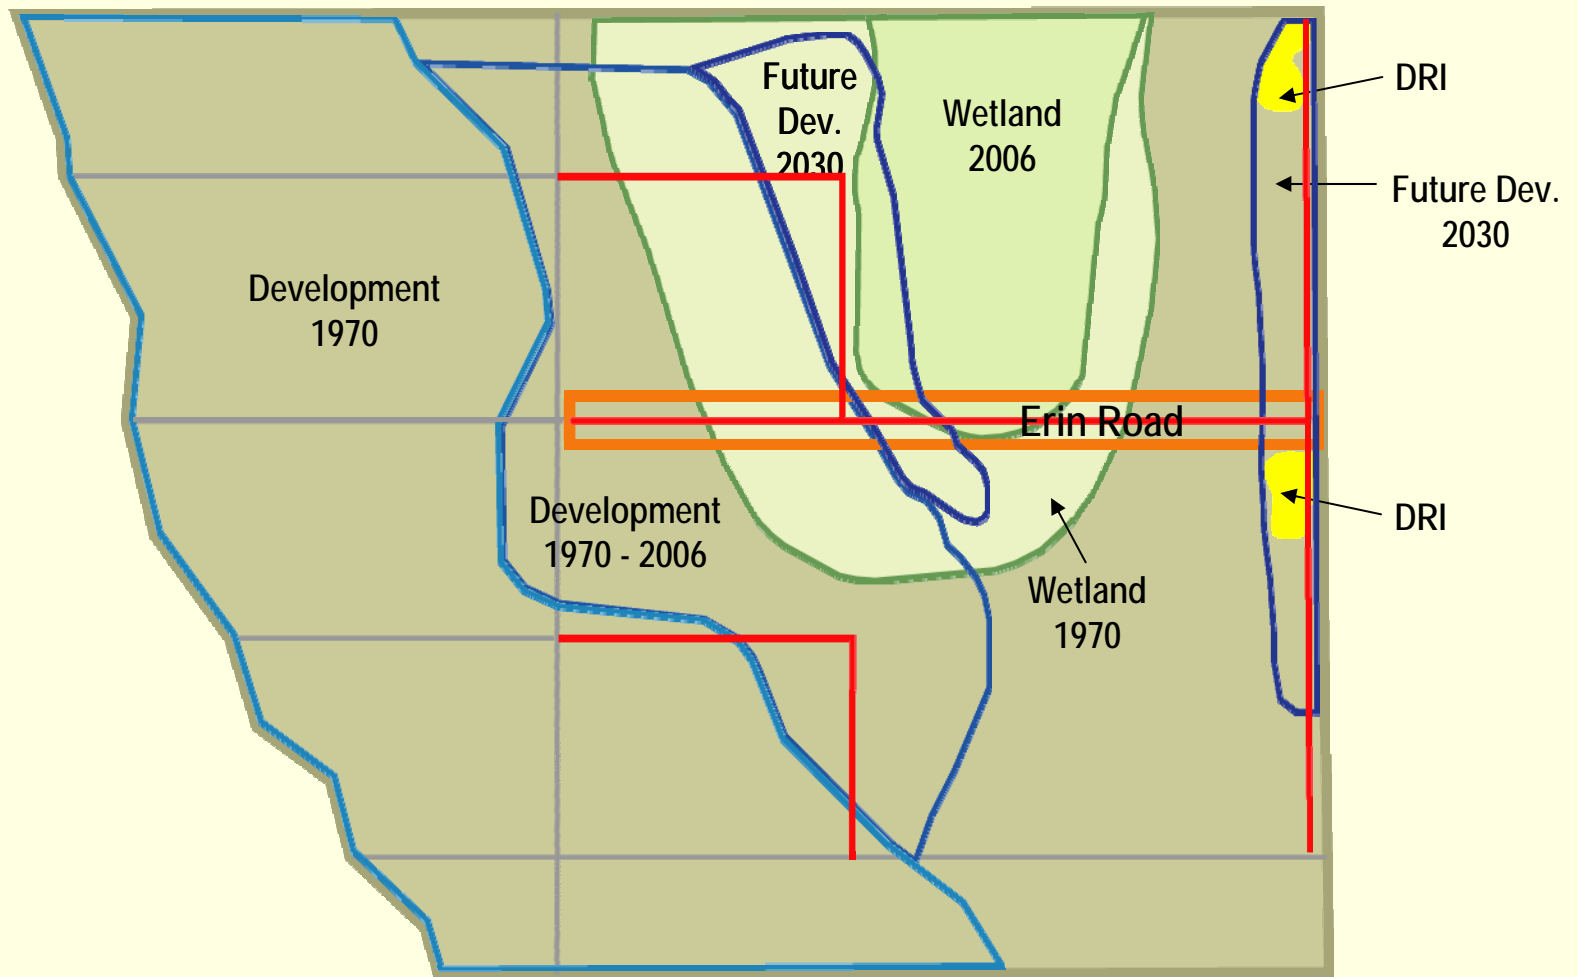 Future
Dev.
2030
Wetland
2006
DRI
Future Dev.
2030
Development
1970
Erin Road
Development
1970 - 2006
DRI
Wetland
1970